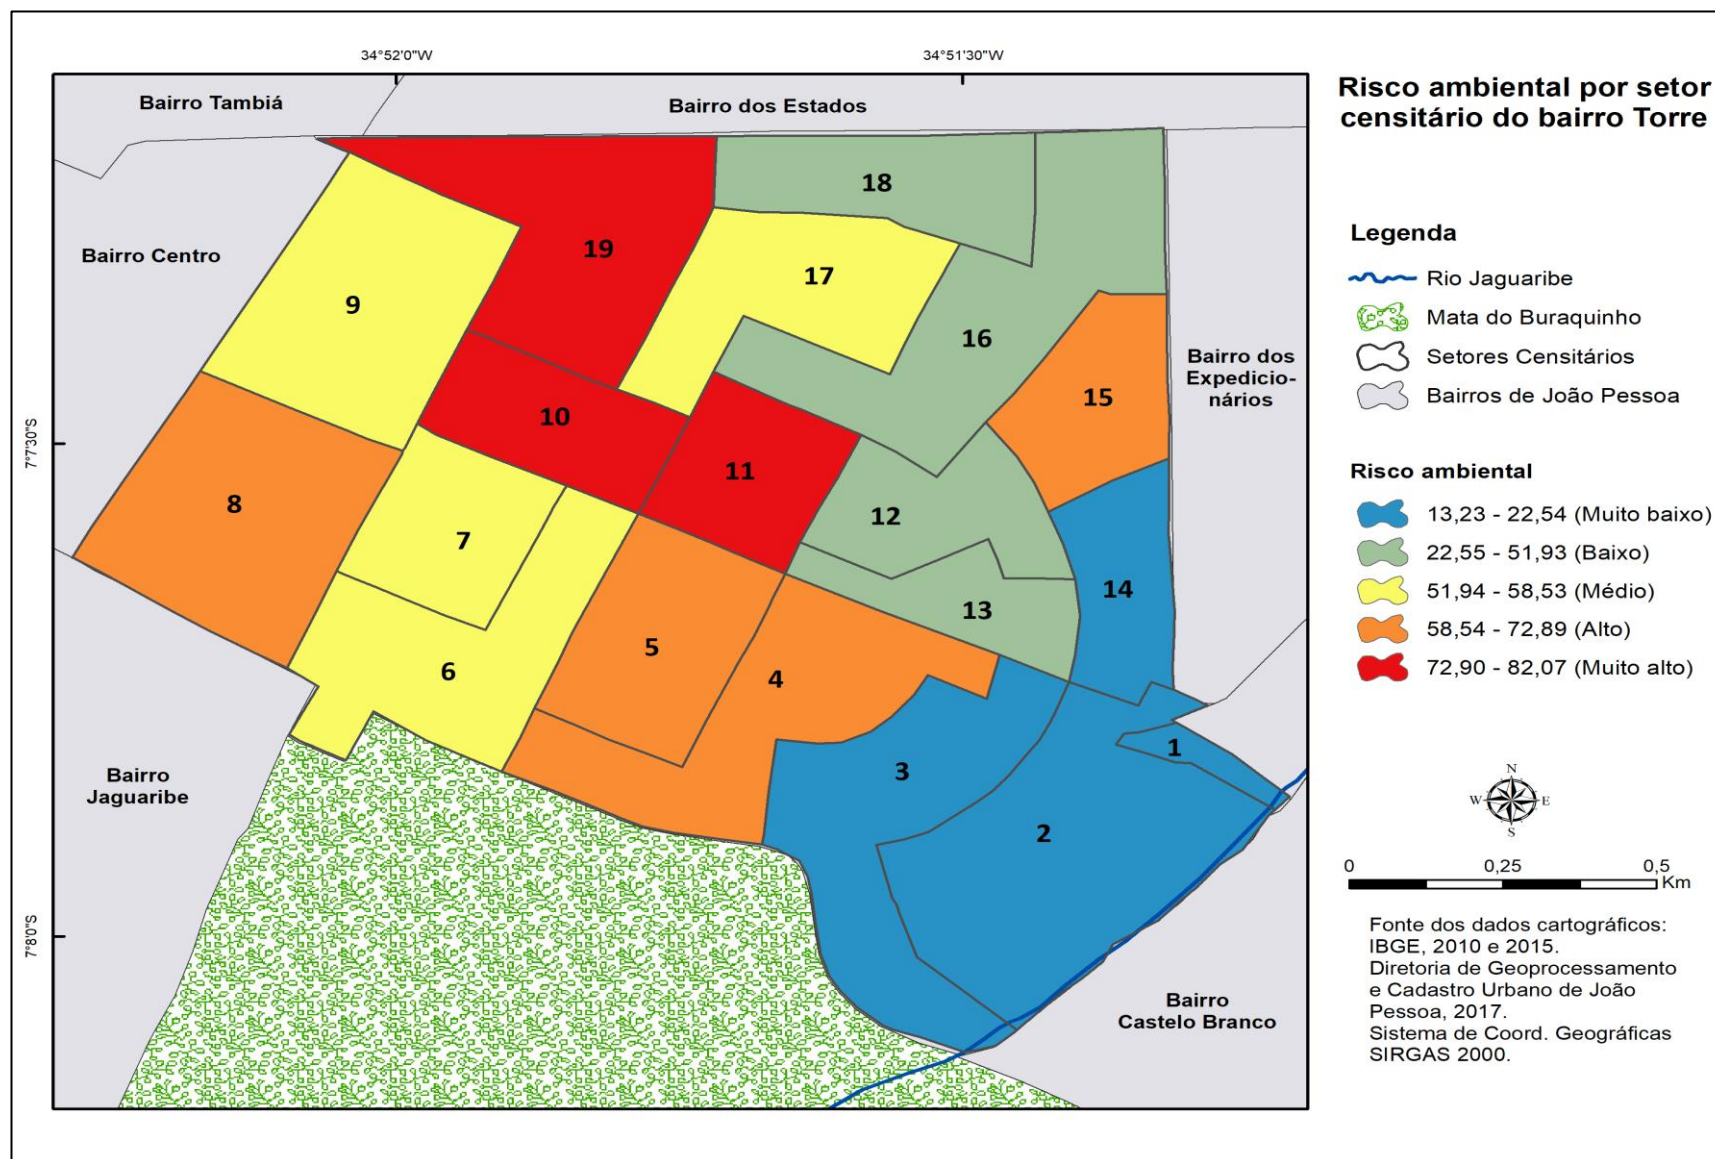 34°52'0"W
34°51'30"W
Bairro Tambiá
Bairro dos Estados
Bairro Centro
18
19
17
9
16
Bairro dos
Expedicio-
nários
15
10
7°7'30"S
11
8
12
7
14
13
5
6
4
3
1
Bairro
Jaguaribe
2
7°8'0"S
Bairro
Castelo Branco
Risco ambiental por setor
censitário do bairro Torre
Legenda
Rio Jaguaribe
Mata do Buraquinho
Setores Censitários
Bairros de João Pessoa
Risco ambiental
13,23 - 22,54 (Muito baixo)
22,55 - 51,93 (Baixo)
51,94 - 58,53 (Médio)
58,54 - 72,89 (Alto)
72,90 - 82,07 (Muito alto)
N
W E
S
0 0,25 0,5
Km
Fonte dos dados cartográficos:
IBGE, 2010 e 2015.
Diretoria de Geoprocessamento
e Cadastro Urbano de João
Pessoa, 2017.
Sistema de Coord. Geográficas
SIRGAS 2000.